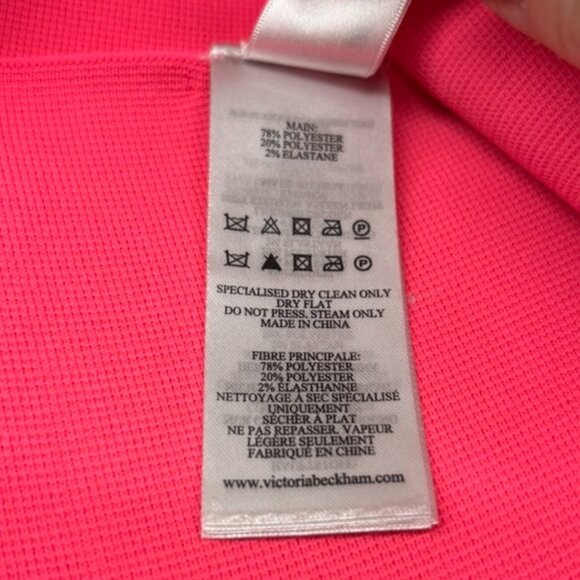 MAIN:
78% POLYESTER
20% POLYESTER
2% ELASTANE
P
P
SPECIALISED DRY CLEAN ONLY
DRY FLAT
DO NOT PRESS. STEAM ONLY
MADE IN CHINA
FIBRE PRINCIPALE:
78% POLYESTER
20% POLYESTER
2% ÉLASTHANNE
NETTOYAGE À SEC SPÉCIALISÉ
UNIQUEMENT
SÉCHER À PLAT
NE PAS REPASSER, VAPEUR
LÉGÈRE SEULEMENT
FABRIQUÉ EN CHINE
www.victoriabeckham.com